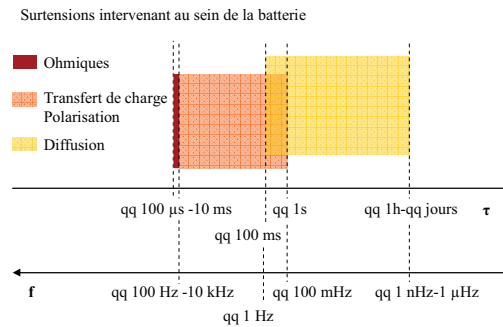 Surtensions intervenant au sein de la batterie
Ohmiques
Transfert de charge
Polarisation
Diffusion
qq 100 µs -10 ms qq 1s qq 1h-qq jours τ
qq 100 ms
f qq 100 Hz -10 kHz qq 100 mHz qq 1 nHz-1 µHz
qq 1 Hz